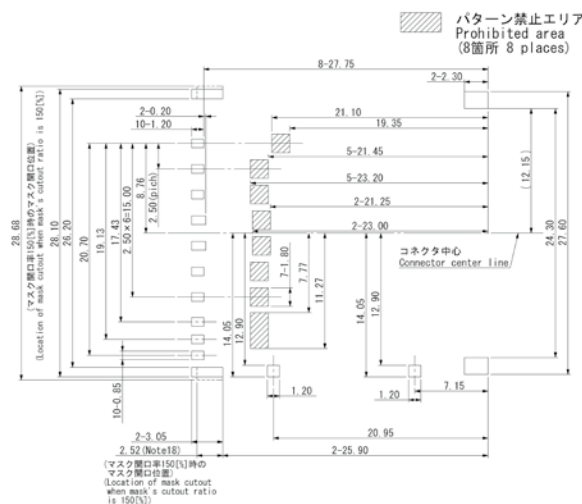 パターン禁止エリア
Prohibited area
(8箇所 8 places)
8-27.75
2-2.30
2-0.20
10-1.20
21.10
19.35
5-21.45
5-23.20
2-21.25
2-23.00
(12.15)
コネクタ中心
Connector center line
24.30
27.60
28.68
(マスク開口率150[%]時のマスク開口位置)
(Location of mask cutout when mask's cutout ratio is 150[%])
28.10
26.20
20.70
19.13
17.43
2.50×6=15.00
8.76
2.50(pich)
7-1.80
7.77
11.27
14.05
12.90
14.05
12.90
10-0.85
1.20
1.20
7.15
20.95
2-3.05
2.52(Note18)
2-25.90
(マスク開口率150[%]時の
マスク開口位置)
(Location of mask cutout
when mask's cutout ratio
is 150[%])